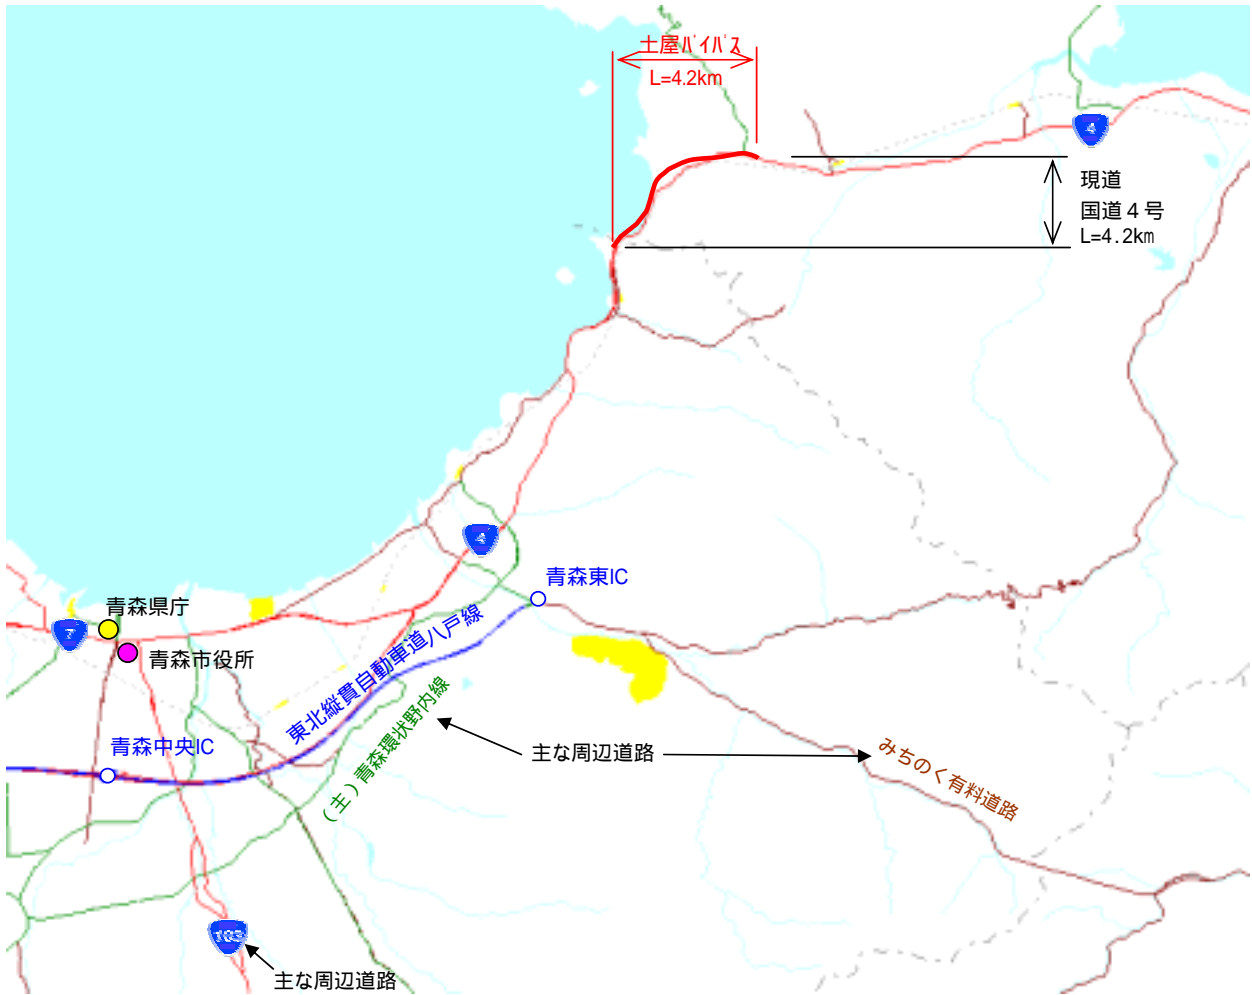 土屋ﾊﾞｲﾊﾟｽ
L=4.2km
4
現道
国道４号
L=4.2km
4
青森東IC
青森県庁
7
青森市役所
東北縦貫自動車道八戸線
青森中央IC
(主)青森環状野内線
主な周辺道路
みちのく有料道路
103
主な周辺道路